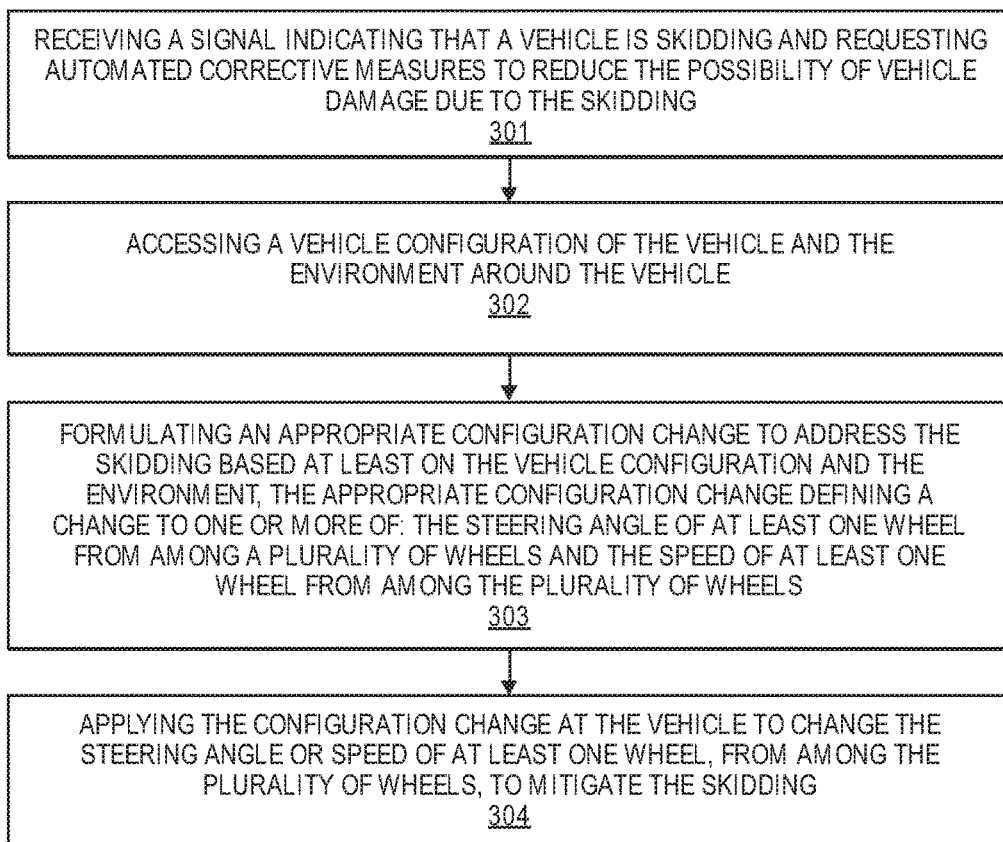 RECEIVING A SIGNAL INDICATING THAT A VEHICLE IS SKIDDING AND REQUESTING
AUTOMATED CORRECTIVE MEASURES TO REDUCE THE POSSIBILITY OF VEHICLE
DAMAGE DUE TO THE SKIDDING
301
ACCESSING A VEHICLE CONFIGURATION OF THE VEHICLE AND THE
ENVIRONMENT AROUND THE VEHICLE
302
FORMULATING AN APPROPRIATE CONFIGURATION CHANGE TO ADDRESS THE
SKIDDING BASED AT LEAST ON THE VEHICLE CONFIGURATION AND THE
ENVIRONMENT, THE APPROPRIATE CONFIGURATION CHANGE DEFINING A
CHANGE TO ONE OR MORE OF: THE STEERING ANGLE OF AT LEAST ONE WHEEL
FROM AMONG A PLURALITY OF WHEELS AND THE SPEED OF AT LEAST ONE
WHEEL FROM AMONG THE PLURALITY OF WHEELS
303
APPLYING THE CONFIGURATION CHANGE AT THE VEHICLE TO CHANGE THE
STEERING ANGLE OR SPEED OF AT LEAST ONE WHEEL, FROM AMONG THE
PLURALITY OF WHEELS, TO MITIGATE THE SKIDDING
304